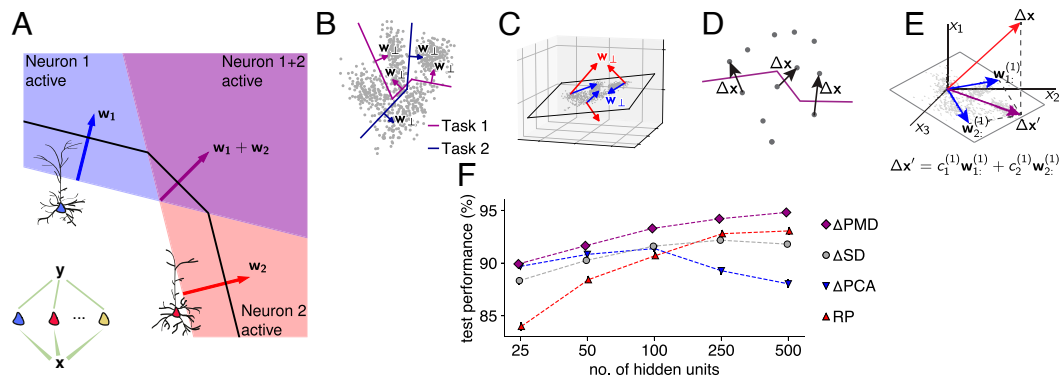 A
Neuron 1
active
Neuron 1+2
active
w₁
w₁ + w₂
w₂
Neuron 2
active
y
...
x
B
w⊥
w⊥
w⊥
w⊥
w⊥
w⊥
Task 1
Task 2
C
w⊥
w⊥
D
Δx
Δx
Δx
E
x₁
Δx
w₁:⁽¹⁾
x₂
x₃
w₂:⁽¹⁾
Δx′
Δx′ = c₁⁽¹⁾w₁:⁽¹⁾ + c₂⁽¹⁾w₂:⁽¹⁾
F
test performance (%)
95
90
85
25 50 100 250 500
no. of hidden units
ΔPMD
ΔSD
ΔPCA
RP